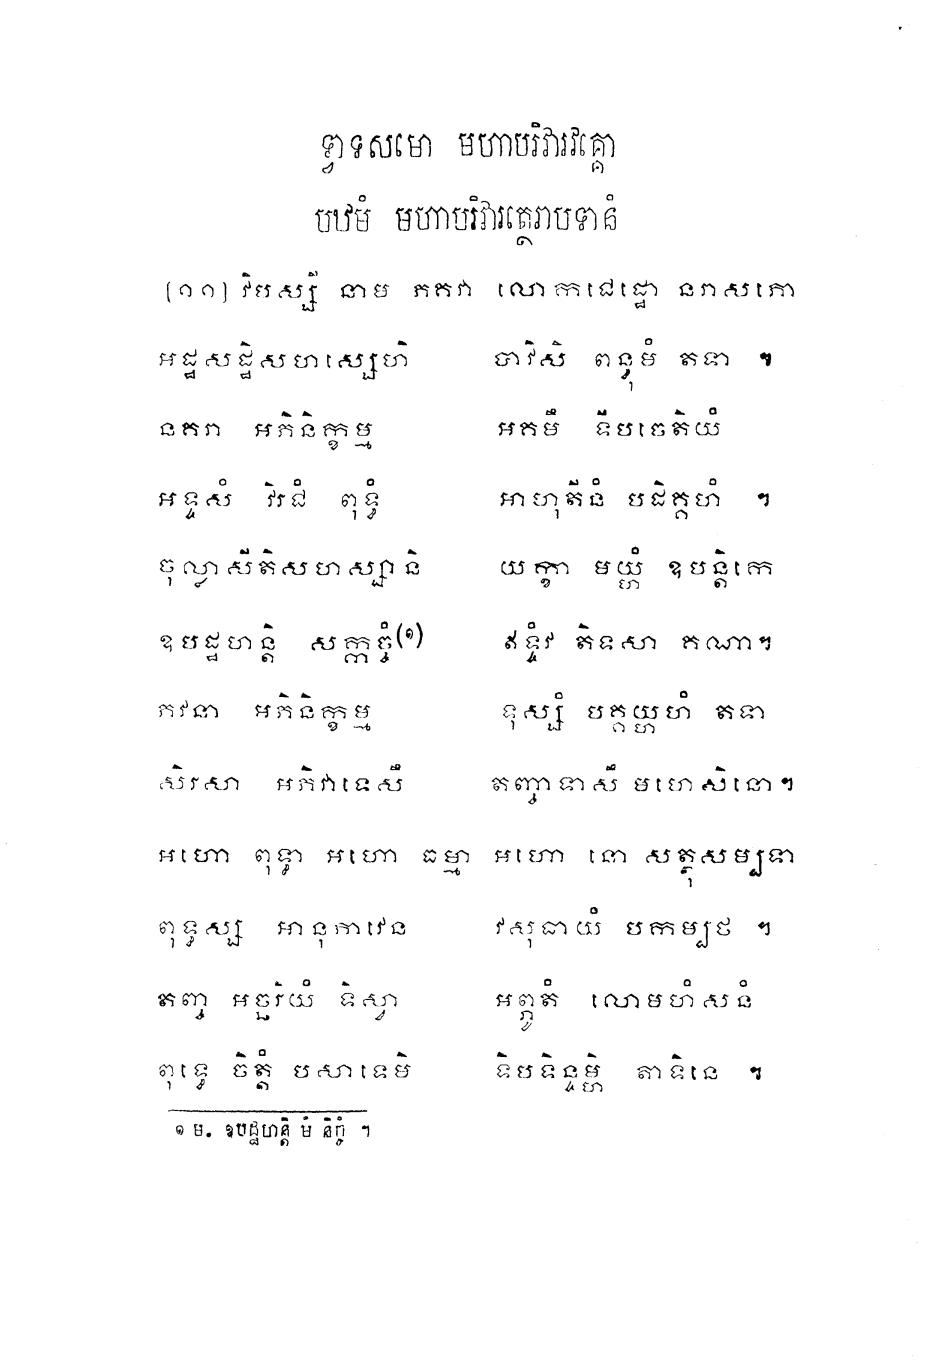 ទ្វាទសមោ មហាបរិវារវគ្គោ
បឋមំ មហាបរិវារត្ថេរាបទានំ
(១១) វិបស្សី នាម ភគវា លោកជេដ្ឋោ នរាសភោ
អដ្ឋសដ្ឋិសហស្សេហិ បាវិសិ ពន្ធុមំ តទា ។
នគរា អភិនិក្ខម្ម អគមឹ ទីបចេតិយំ
អទ្ទសំ វិរជំ ពុទ្ធំ អាហុតីនំ បដិគ្គហំ ។
ចុល្លាសីតិសហស្សានិ យក្ខា មយ្ហំ ឧបន្តិកេ
ឧបដ្ឋហន្តិ សក្កច្ចំ(១) ឥន្ទំវ តិទសា គណា។
ភវនា អភិនិក្ខម្ម ទុស្សំ បគ្គយ្ហហំ តទា
សិរសា អភិវាទេសឹ តញ្ចាទាសឹ មហេសិនោ។
អហោ ពុទ្ធា អហោ ធម្មា អហោ នោ សត្ថុសម្បទា
ពុទ្ធស្ស អានុភាវេន វសុធាយំ បកម្បថ ។
តញ្ច អច្ឆរិយំ ទិស្វា អព្ភូតំ លោមហំសនំ
ពុទ្ធេ ចិត្តំ បសាទេមិ ទិបទិន្ទម្ហិ តាទិនេ ។
១ ម. ឧបដ្ឋហន្តិ មំ និច្ចំ ។